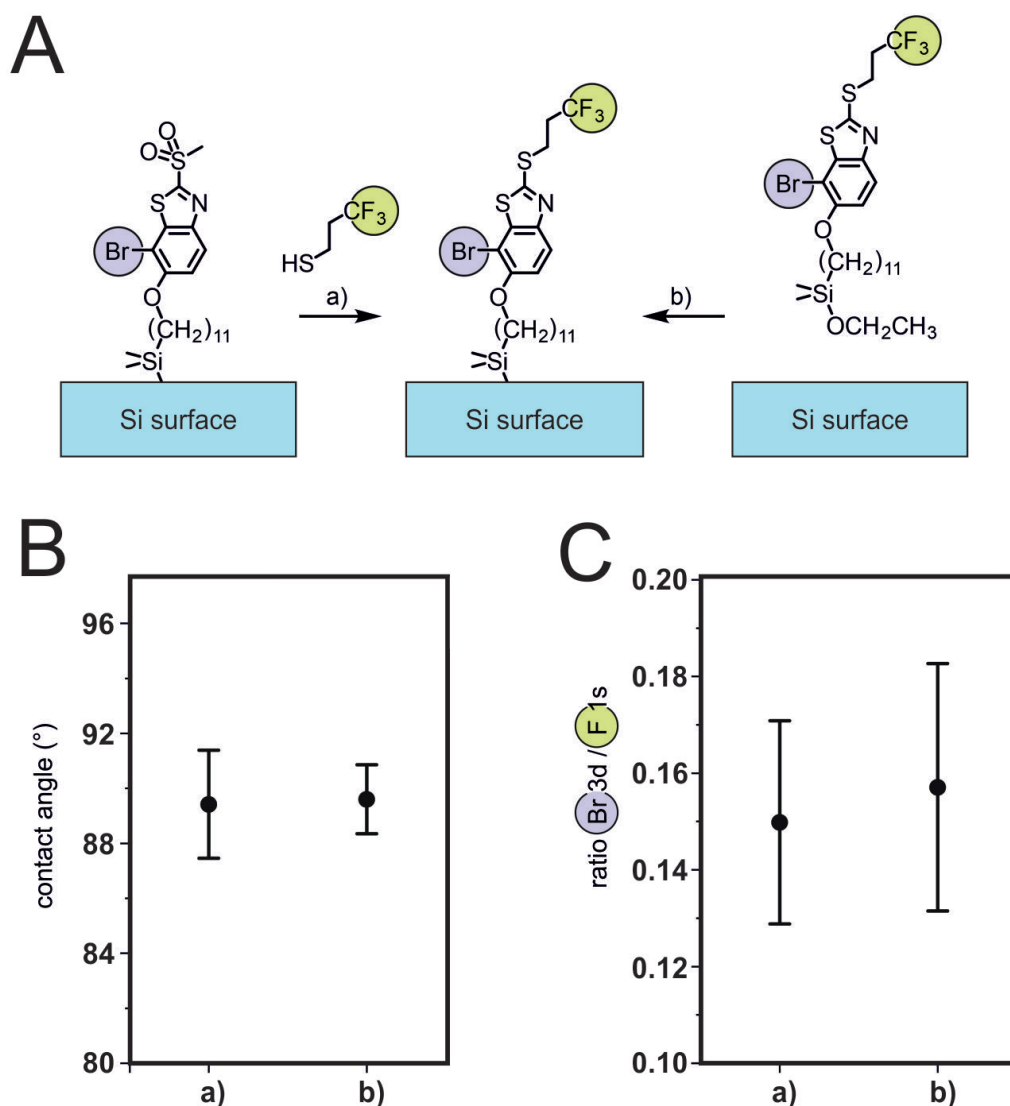 A
CF3
S
S
N
Br
O
(CH2)11
Si
OCH2CH3
b)
CF3
S
S
N
Br
O
(CH2)11
Si
O
O
S
S
N
Br
O
(CH2)11
Si
CF3
HS
a)
Si surface
Si surface
Si surface
B
contact angle (°)
96
92
88
84
80
a)
b)
C
ratio Br 3d / F 1s
0.20
0.18
0.16
0.14
0.12
0.10
a)
b)